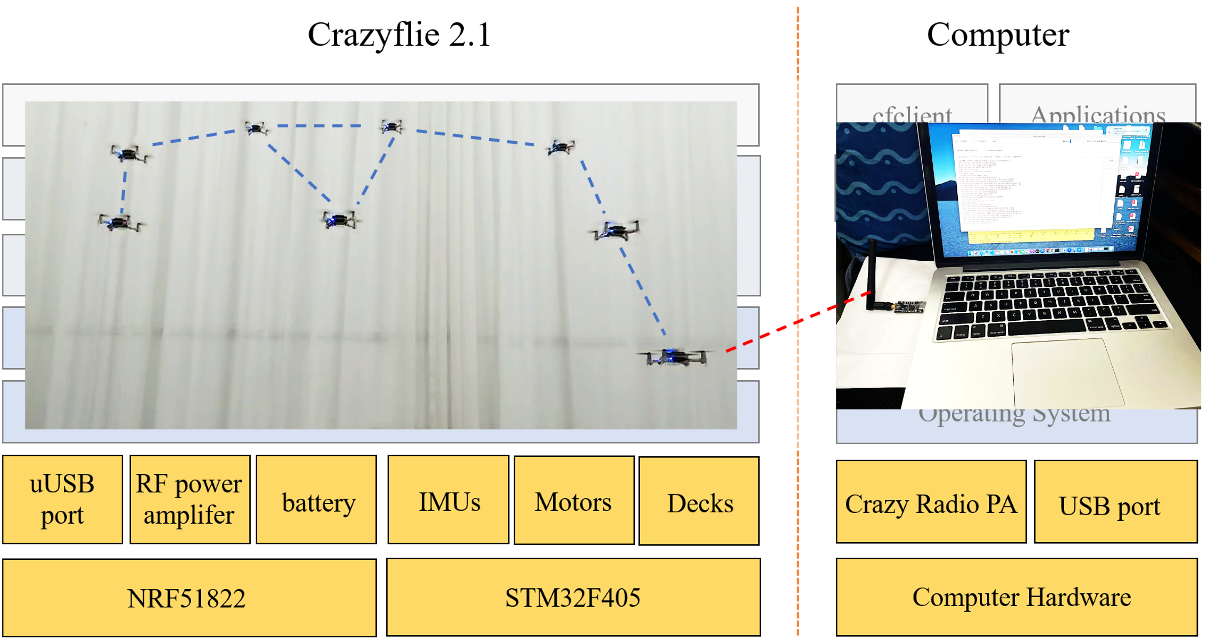 Crazyflie 2.1
Computer
cfclient
Applications
Operating System
uUSB
port
RF power
amplifer
battery
IMUs
Motors
Decks
Crazy Radio PA
USB port
NRF51822
STM32F405
Computer Hardware